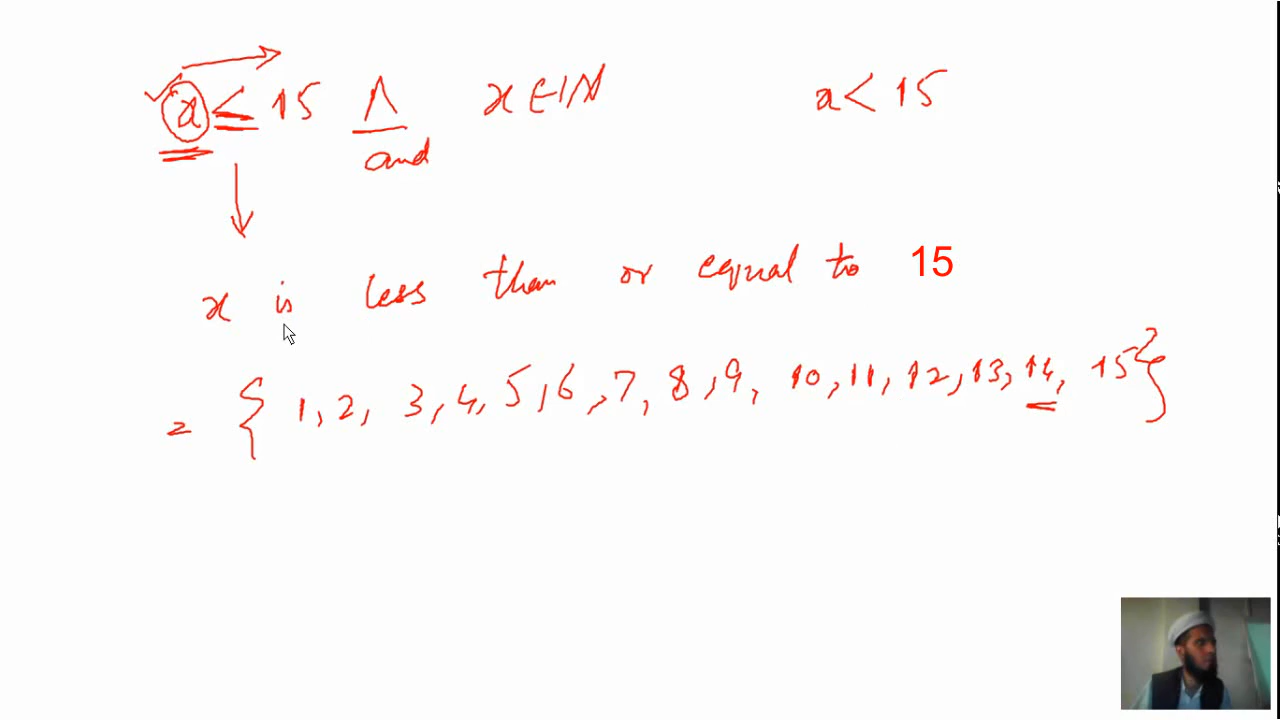 x ≤ 15 ∧ x ∈ ℕ x < 15
and
x is less than or equal to 15
= { 1, 2, 3, 4, 5, 6, 7, 8, 9, 10, 11, 12, 13, 14, 15 }